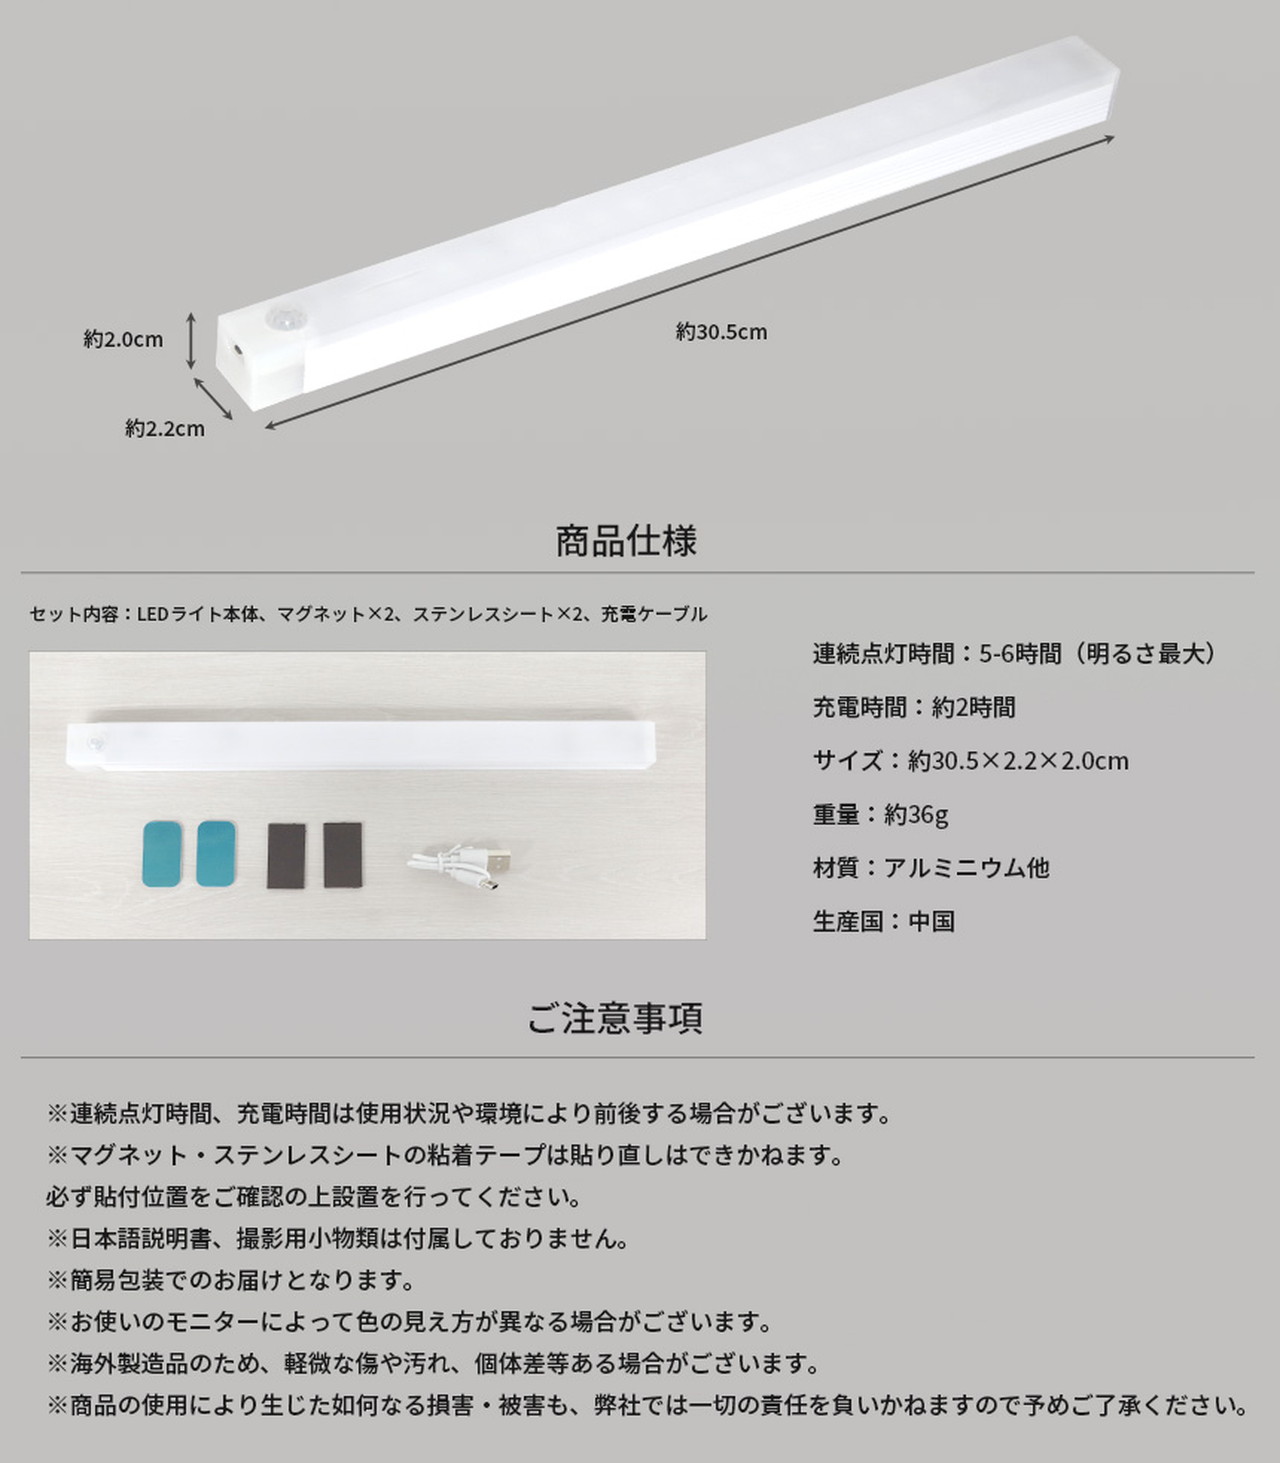 約2.0cm
約30.5cm
約2.2cm
商品仕様
セット内容：LEDライト本体、マグネット×2、ステンレスシート×2、充電ケーブル
連続点灯時間：5-6時間（明るさ最大）
充電時間：約2時間
サイズ：約30.5×2.2×2.0cm
重量：約36g
材質：アルミニウム他
生産国：中国
ご注意事項
※連続点灯時間、充電時間は使用状況や環境により前後する場合がございます。
※マグネット・ステンレスシートの粘着テープは貼り直しはできかねます。
必ず貼付位置をご確認の上設置を行ってください。
※日本語説明書、撮影用小物類は付属しておりません。
※簡易包装でのお届けとなります。
※お使いのモニターによって色の見え方が異なる場合がございます。
※海外製造品のため、軽微な傷や汚れ、個体差等ある場合がございます。
※商品の使用により生じた如何なる損害・被害も、弊社では一切の責任を負いかねますので予めご了承ください。